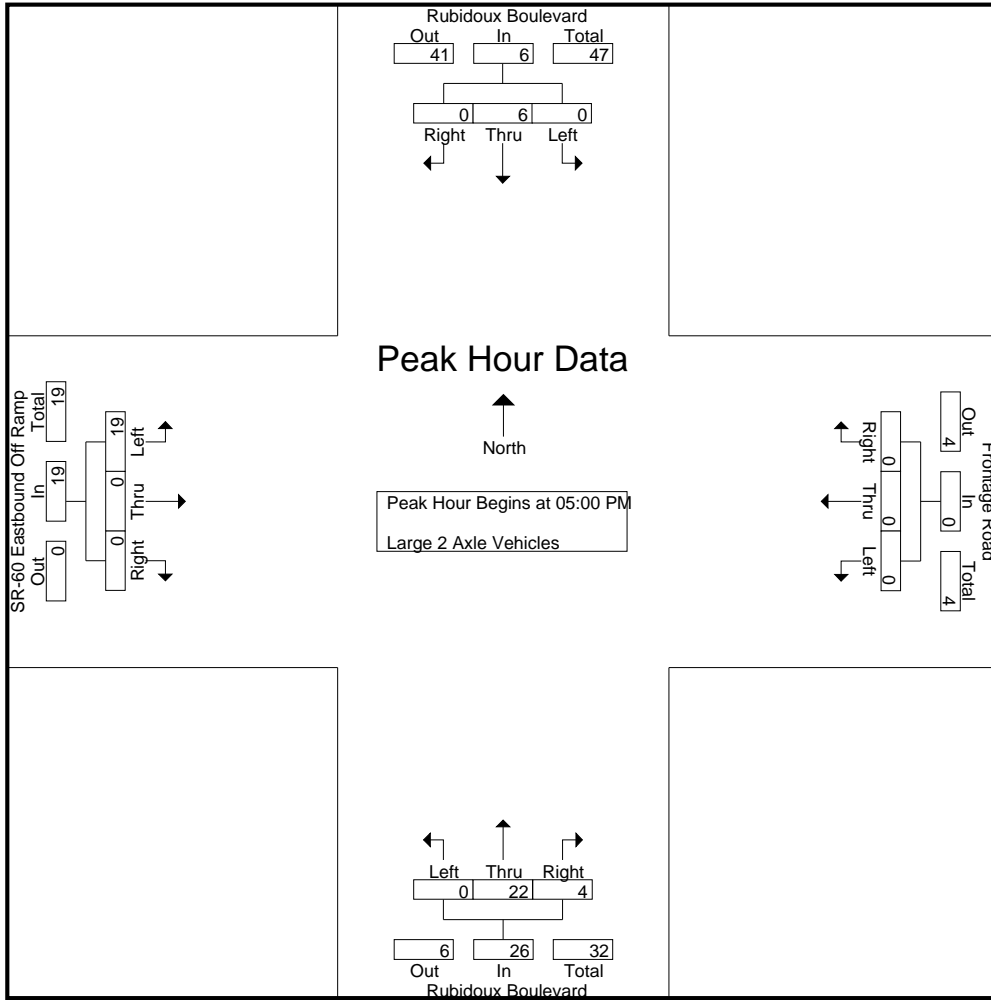 Rubidoux Boulevard
Out In Total
41 6 47
0 6 0
Right Thru Left
Peak Hour Data
North
Peak Hour Begins at 05:00 PM
Large 2 Axle Vehicles
SR-60 Eastbound Off Ramp
Out In Total
0 19 19
19 0 0
Left Thru Right
Frontage Road
Out In Total
4 0 4
0 0 0
Right Thru Left
Left Thru Right
0 22 4
6 26 32
Out In Total
Rubidoux Boulevard